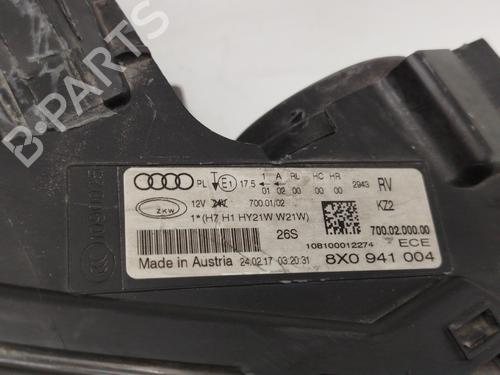 B-PARTS
PL E1 17.5 1 A RL HC HR 2943 RV
01 02 00 00 00
ZKW 12V 24V 700.01/02 KZ2
1*(H7 H1 HY21W W21W) 700.02.000.00
26S 10B100012274 ECE
Made in Austria 24.02.17 03:20:31 8X0 941 004